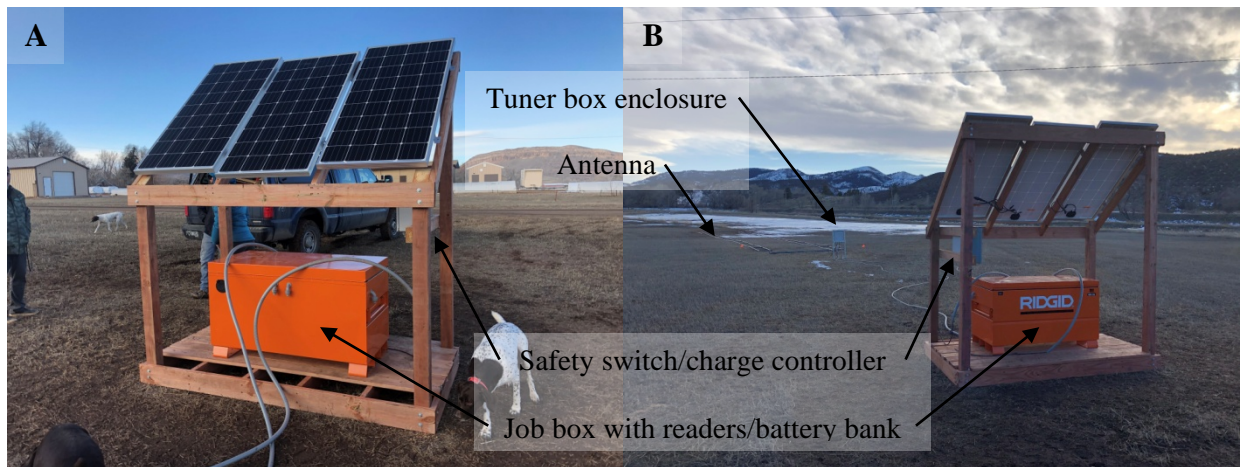 A
B
Tuner box enclosure
Antenna
RIDGID
Safety switch/charge controller
Job box with readers/battery bank